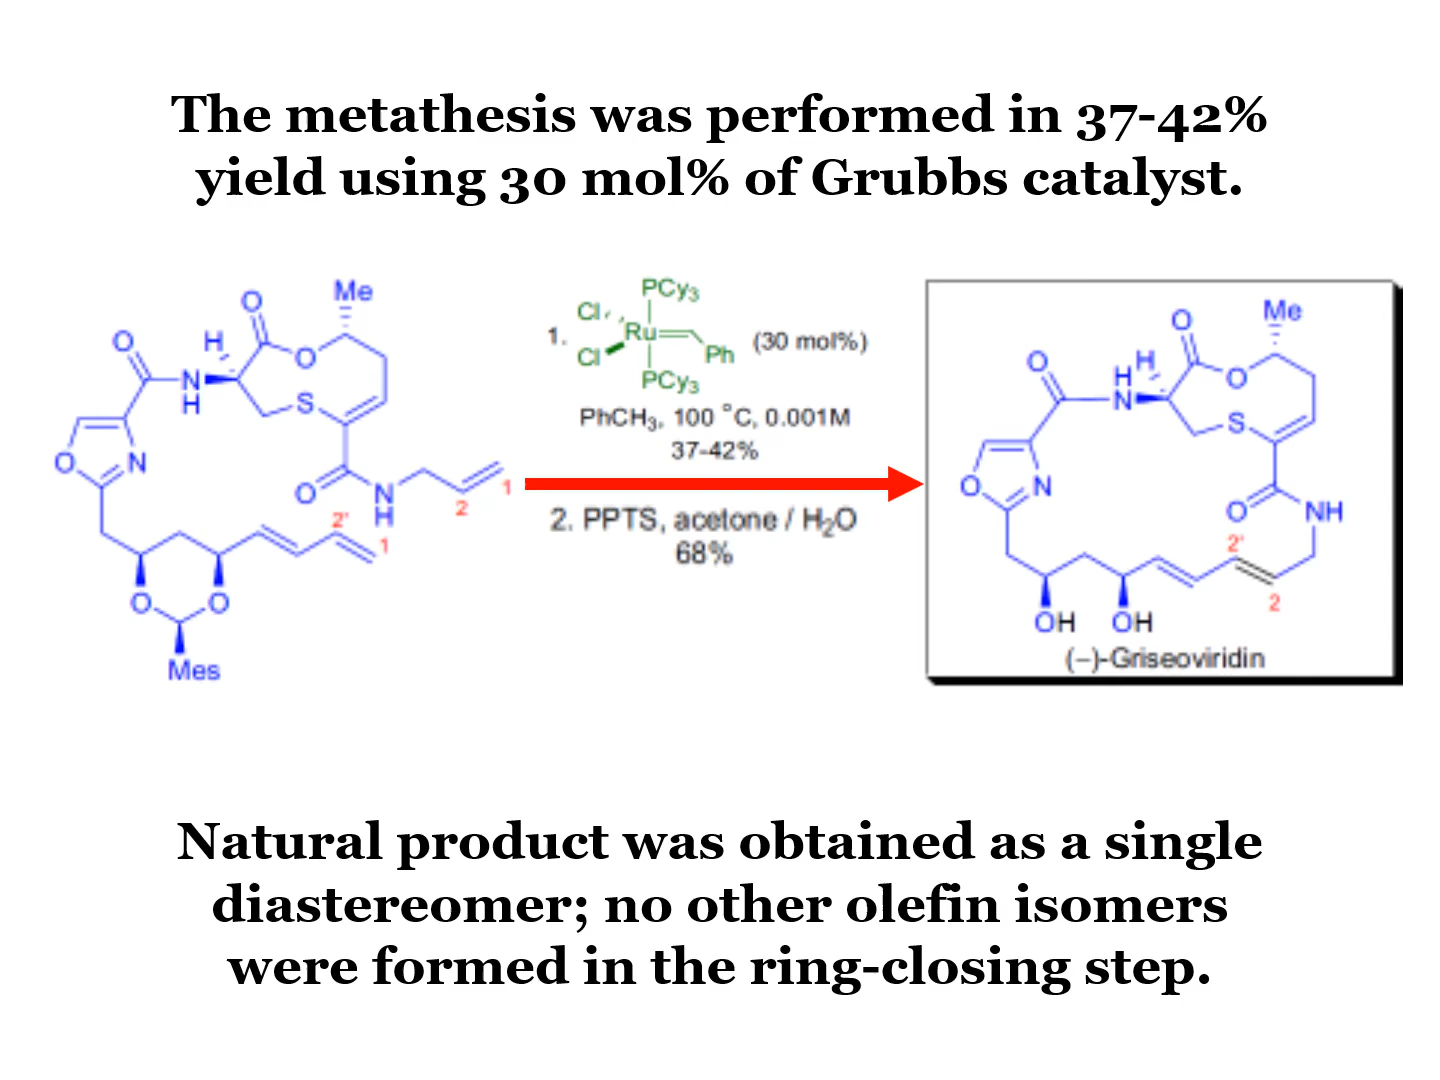 The metathesis was performed in 37-42%
yield using 30 mol% of Grubbs catalyst.
O
Me
H
O
O
N
H
S
O
N
O
N
H
1
2
2'
1
O
O
Mes
PCy3
Cl
1.
Ru
(30 mol%)
Cl
Ph
PCy3
PhCH3, 100 °C, 0.001M
37-42%
2. PPTS, acetone / H2O
68%
O
Me
O
H
H
N
O
S
O
N
O
NH
2'
2
OH
OH
(–)-Griseoviridin
Natural product was obtained as a single
diastereomer; no other olefin isomers
were formed in the ring-closing step.